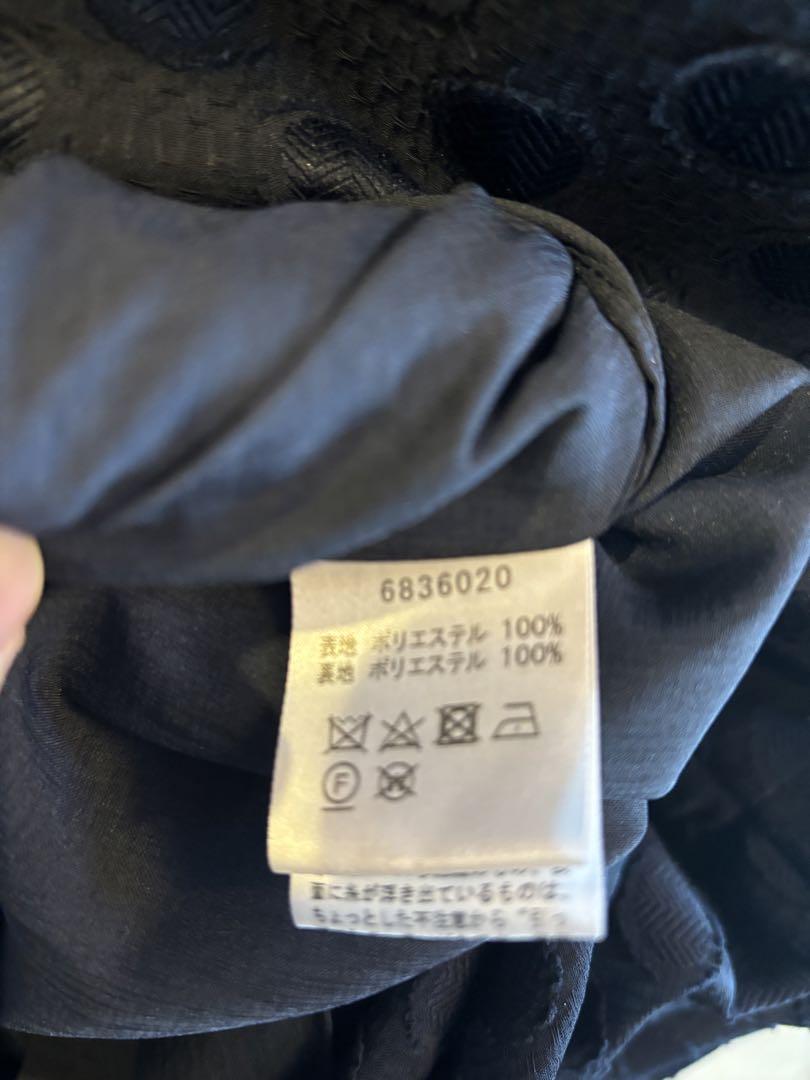 6836020
表地 ポリエステル 100%
裏地 ポリエステル 100%
F
面に糸が浮き出ているものは、
ちょっとした不注意から